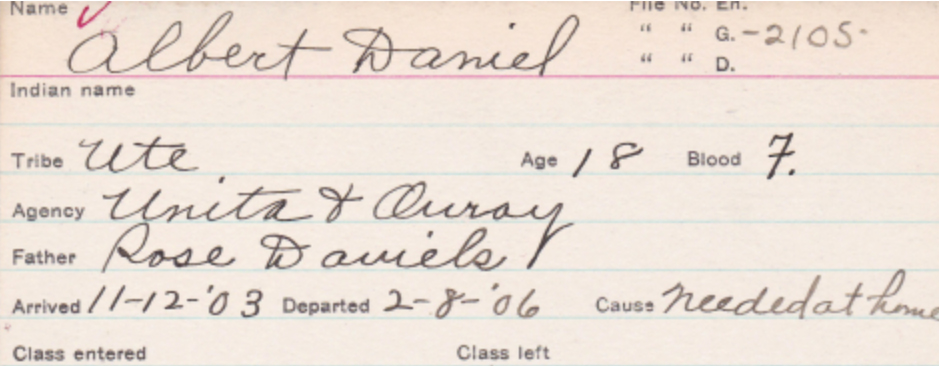 Name File No. En.
Albert Daniel " " G. -2105-
" " D.
Indian name
Tribe Ute Age 18 Blood F.
Agency Unita & Ouray
Father Rose Daniels
Arrived 11-12-'03 Departed 2-8-'06 Cause Needed at home
Class entered Class left